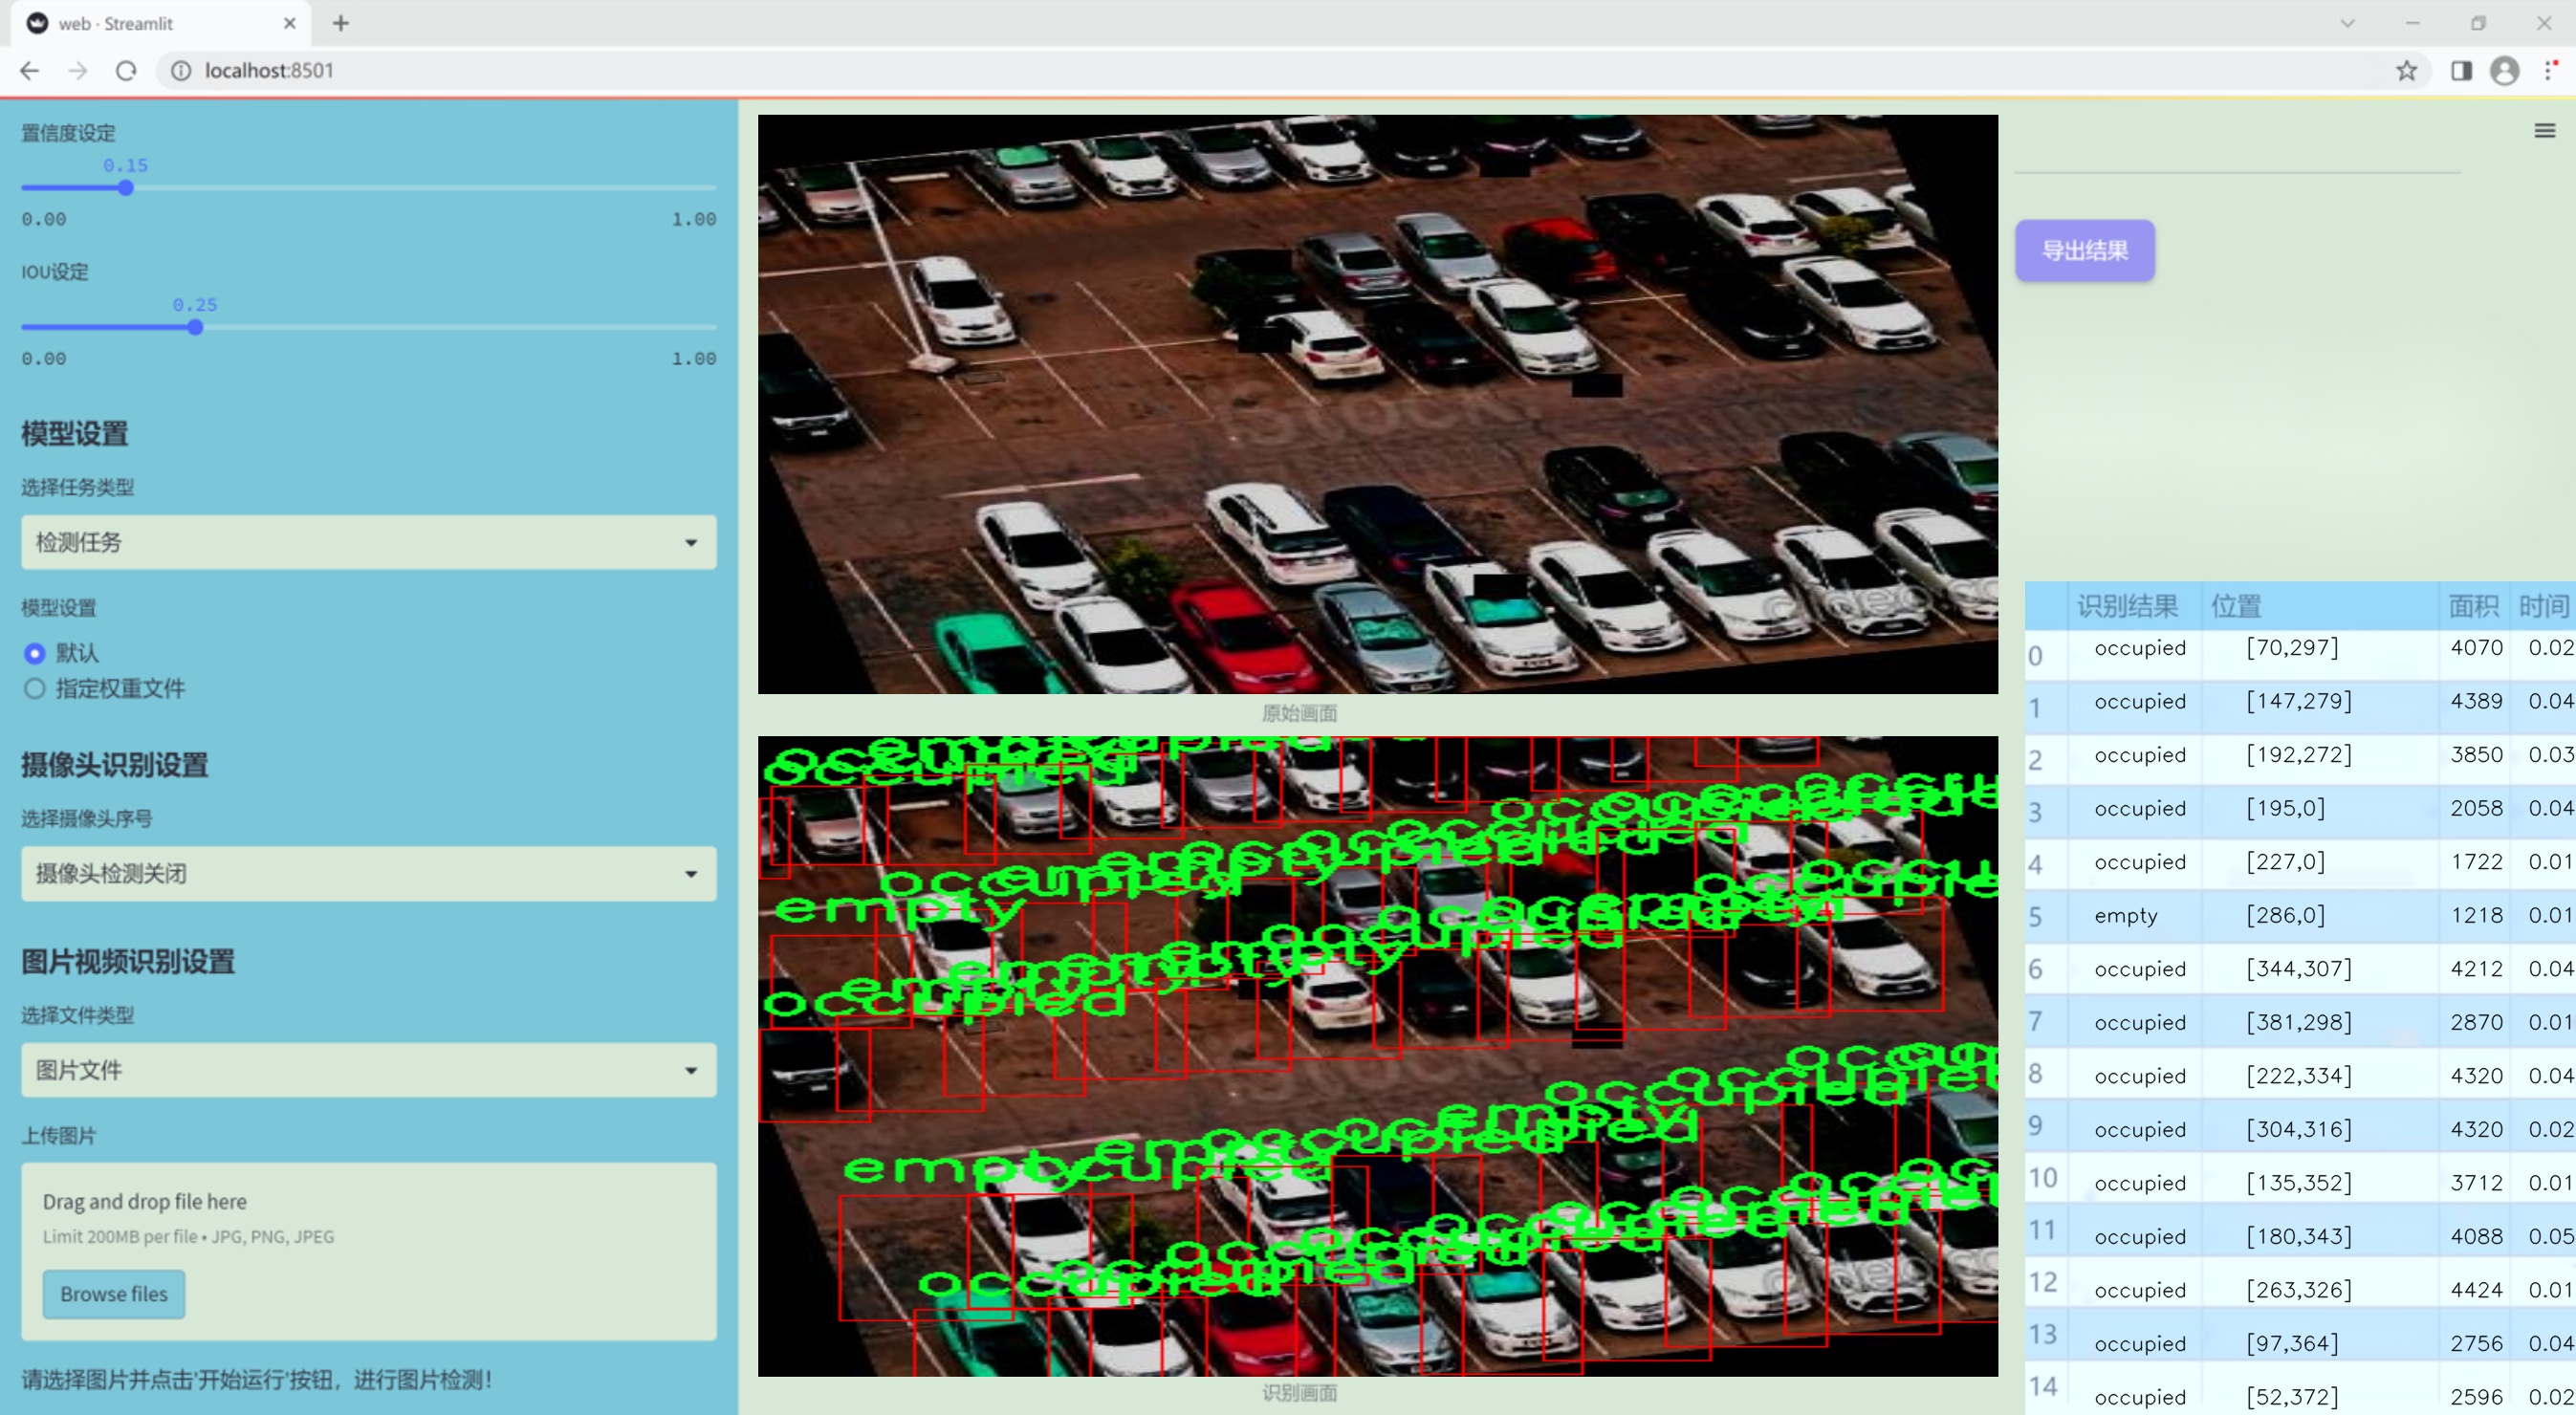 web · Streamlit
localhost:8501
置信度设定
0.15
0.00 1.00
IOU设定
0.25
0.00 1.00
模型设置
选择任务类型
检测任务
模型设置
默认
指定权重文件
摄像头识别设置
选择摄像头序号
摄像头检测关闭
图片视频识别设置
选择文件类型
图片文件
上传图片
Drag and drop file here
Limit 200MB per file • JPG, PNG, JPEG
Browse files
请选择图片并点击'开始运行'按钮，进行图片检测!
iStock.
原始画面
occupied
empty
occupied
empty
occupied
empty
occupied
识别画面
导出结果
识别结果 位置 面积 时间
0 occupied [70,297] 4070 0.02
1 occupied [147,279] 4389 0.04
2 occupied [192,272] 3850 0.03
3 occupied [195,0] 2058 0.04
4 occupied [227,0] 1722 0.01
5 empty [286,0] 1218 0.01
6 occupied [344,307] 4212 0.04
7 occupied [381,298] 2870 0.01
8 occupied [222,334] 4320 0.04
9 occupied [304,316] 4320 0.02
10 occupied [135,352] 3712 0.01
11 occupied [180,343] 4088 0.05
12 occupied [263,326] 4424 0.01
13 occupied [97,364] 2756 0.04
14 occupied [52,372] 2596 0.02